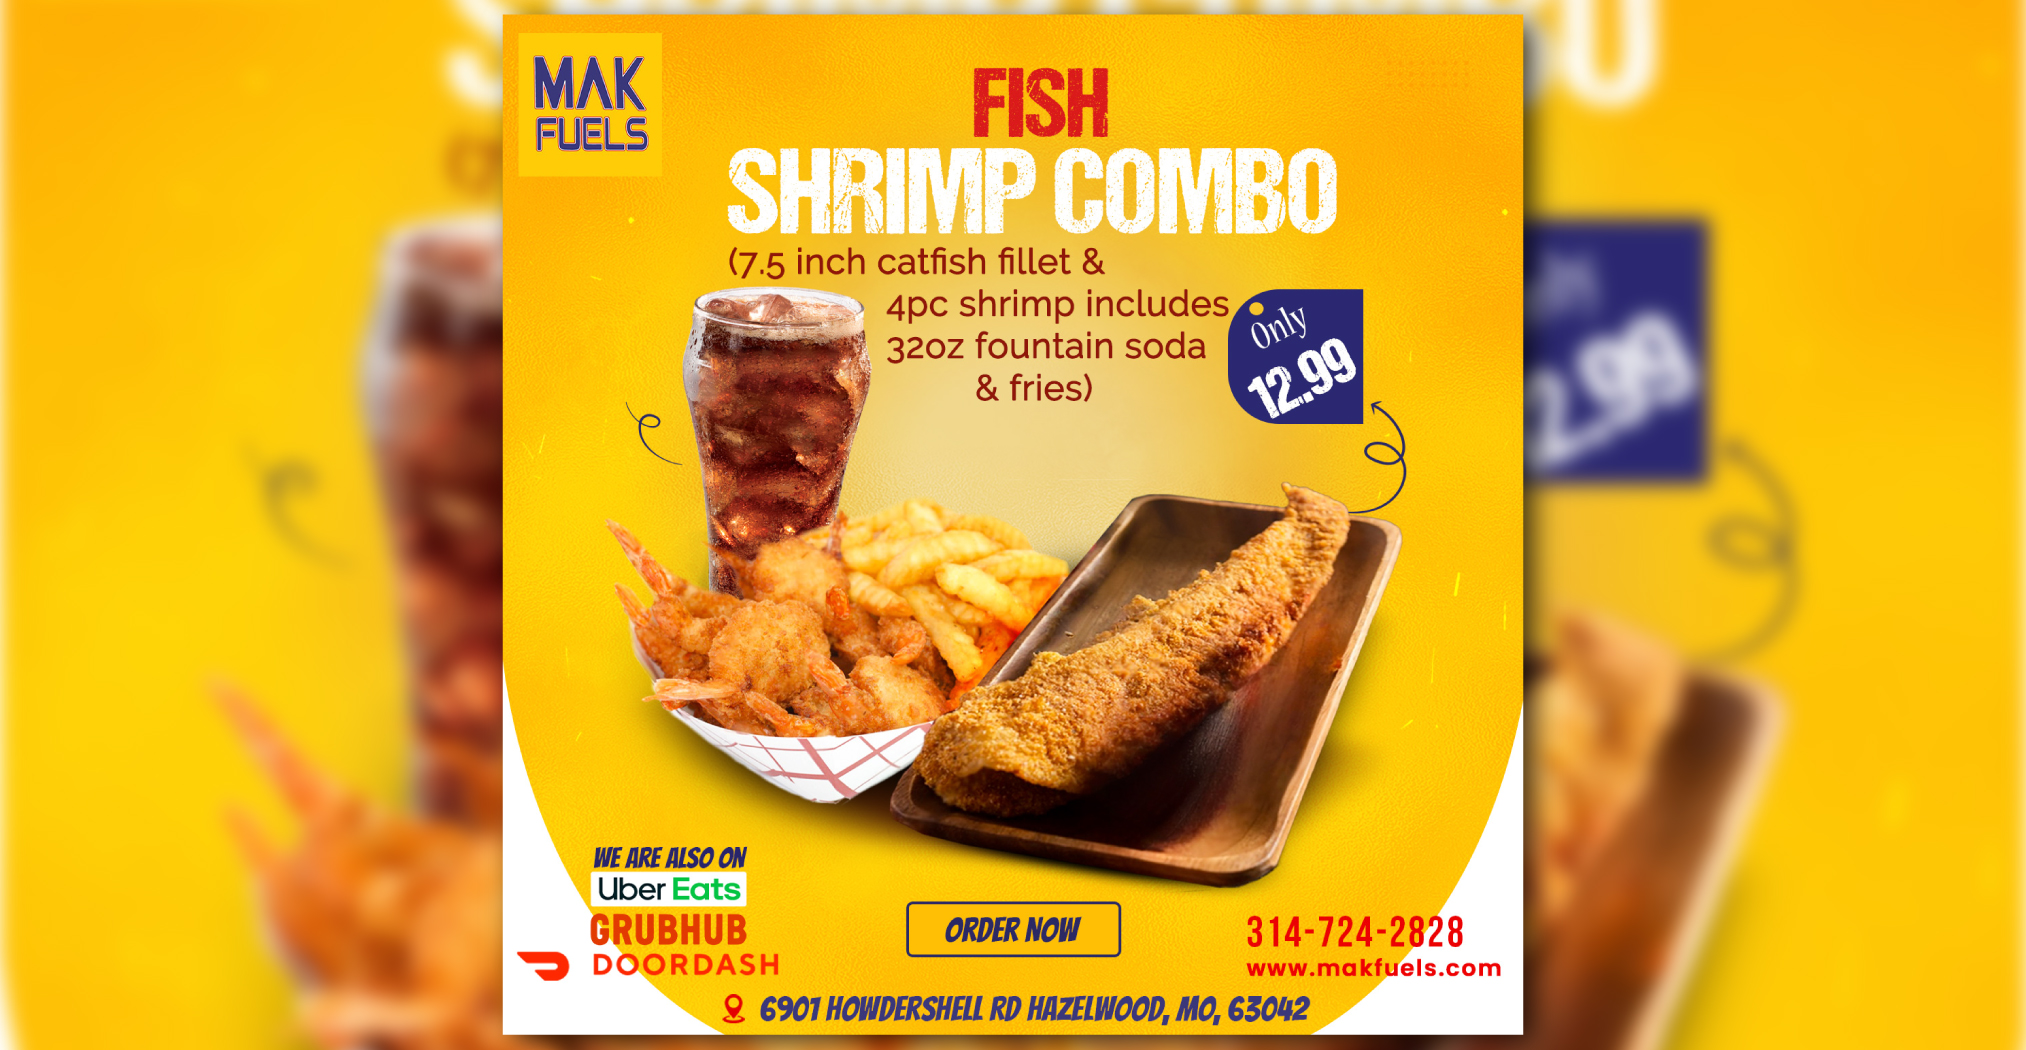 MAK
FUELS
FISH
SHRIMP COMBO
(7.5 inch catfish fillet &
4pc shrimp includes
32oz fountain soda
& fries)
Only
12.99
WE ARE ALSO ON
Uber Eats
GRUBHUB
DOORDASH
ORDER NOW
314-724-2828
www.makfuels.com
6901 HOWDERSHELL RD HAZELWOOD, MO, 63042